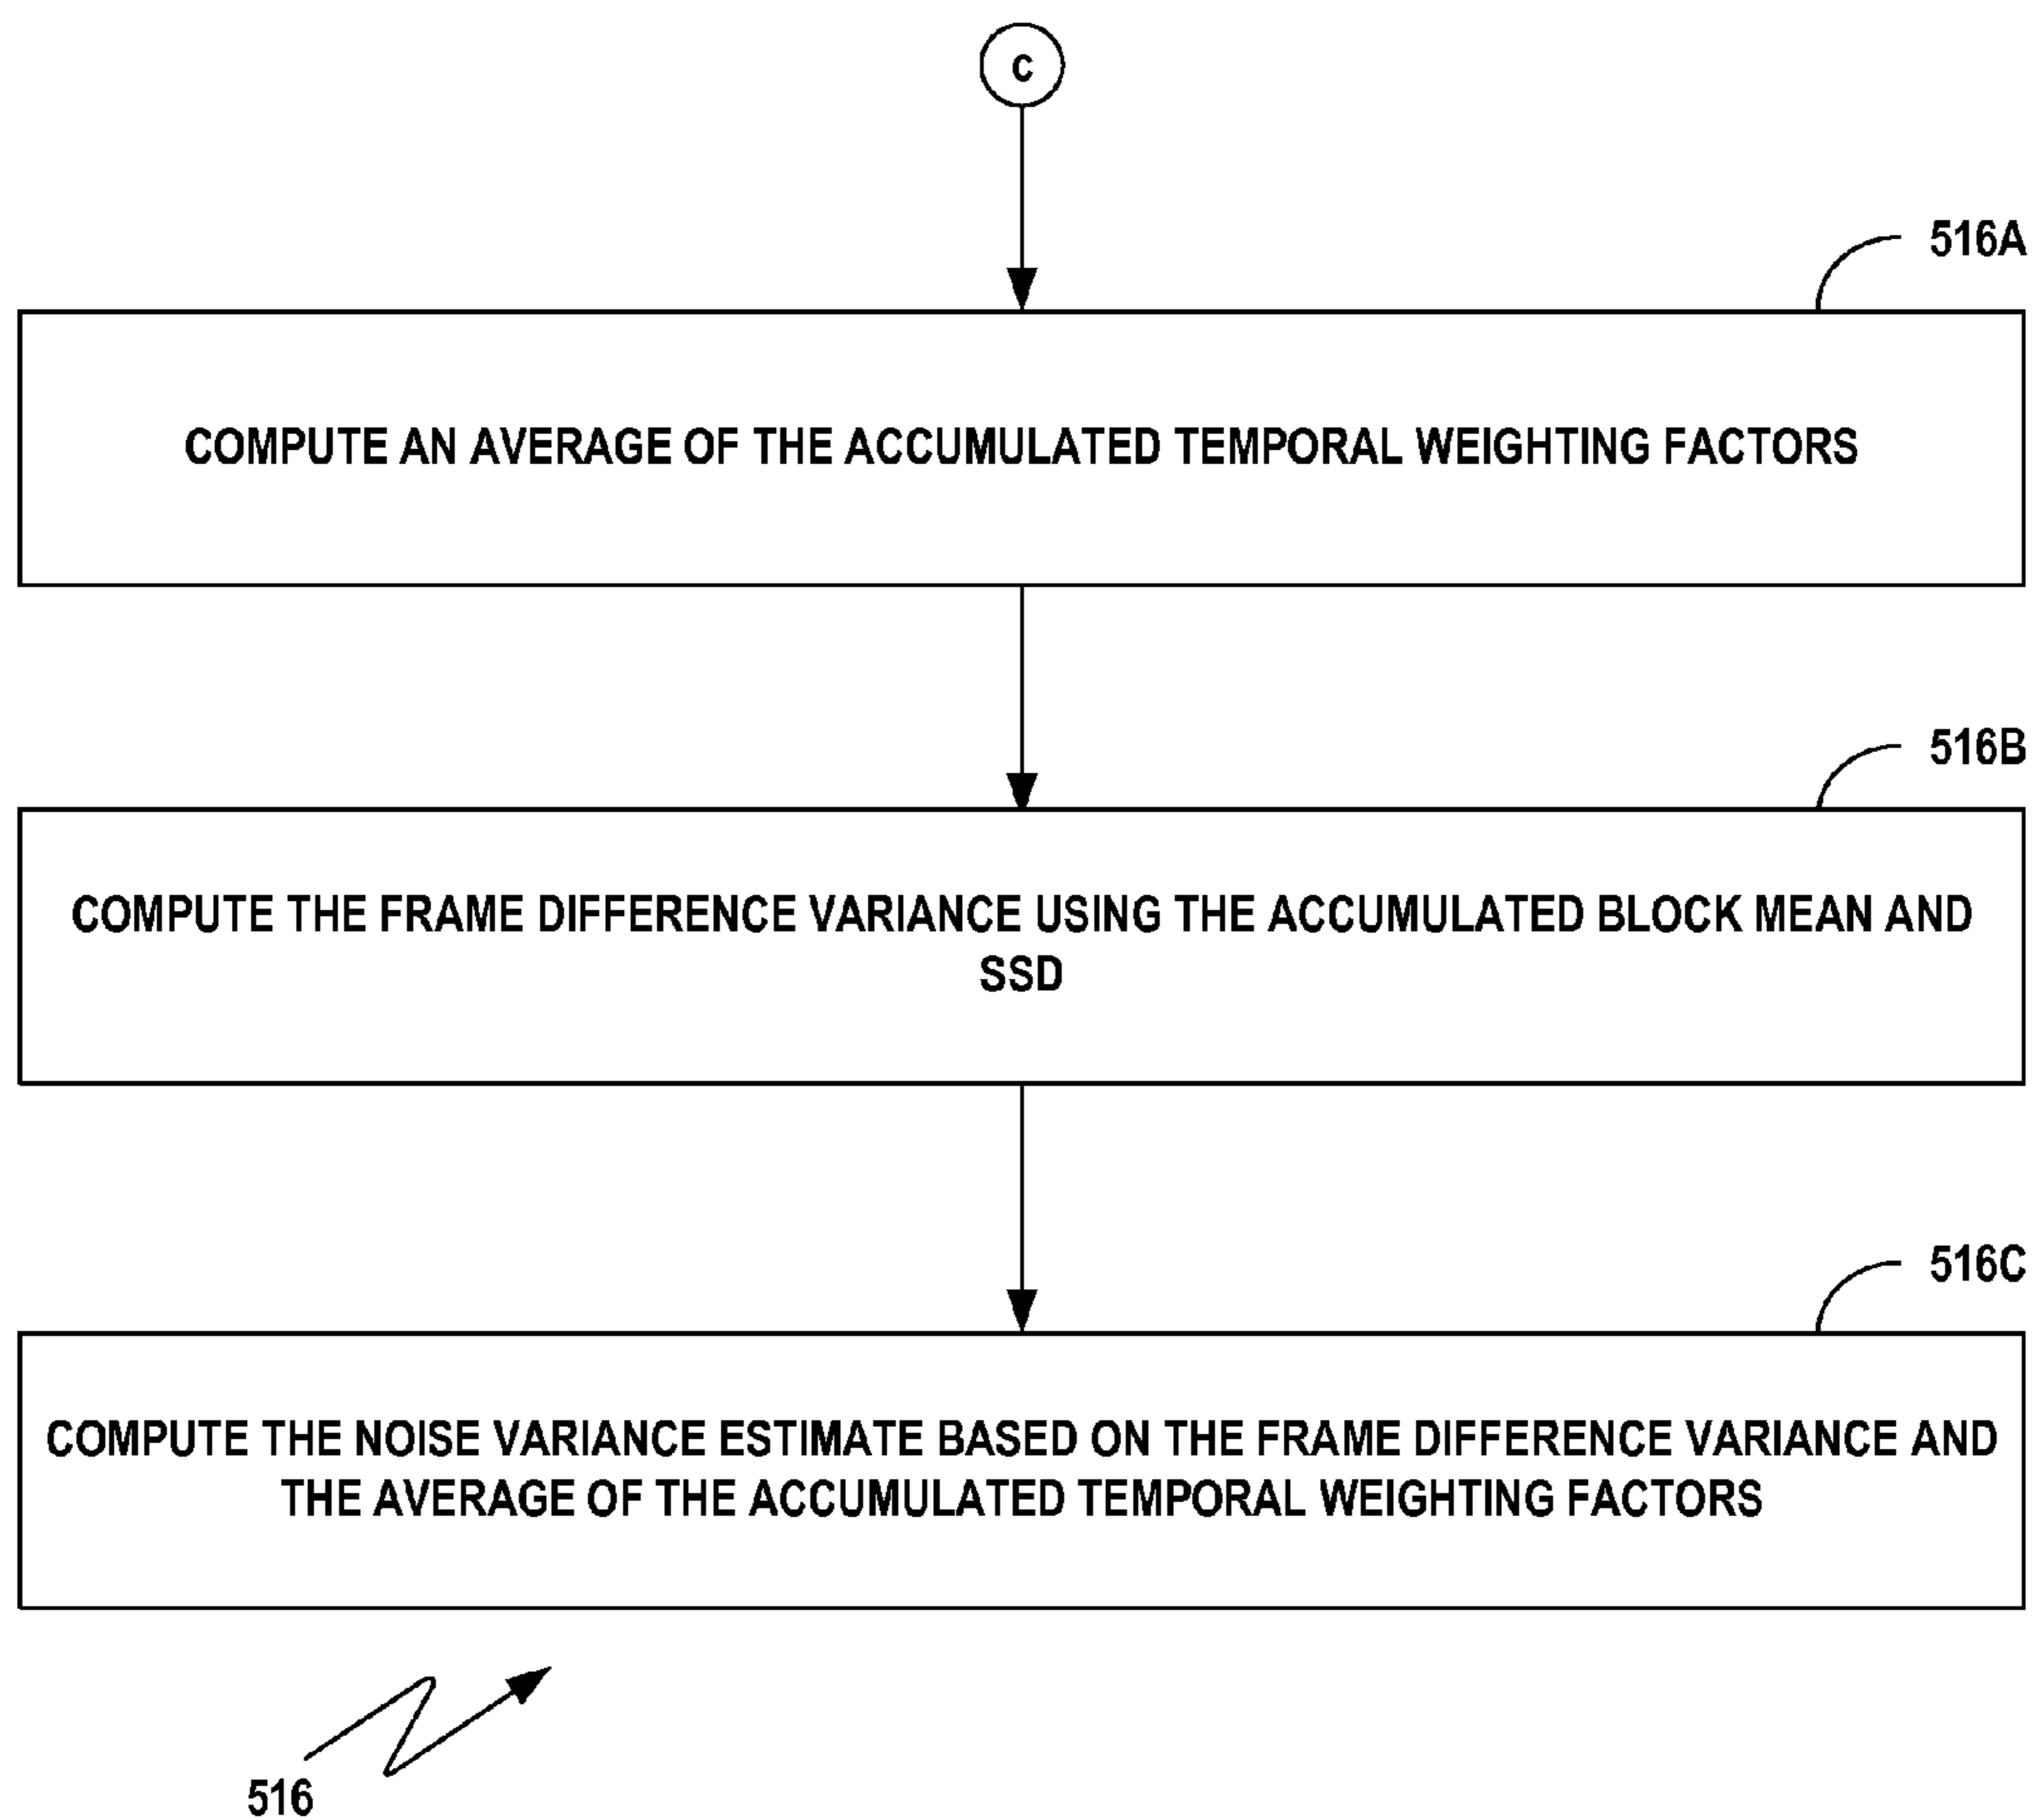 C
516A
COMPUTE AN AVERAGE OF THE ACCUMULATED TEMPORAL WEIGHTING FACTORS
516B
COMPUTE THE FRAME DIFFERENCE VARIANCE USING THE ACCUMULATED BLOCK MEAN AND
SSD
516C
COMPUTE THE NOISE VARIANCE ESTIMATE BASED ON THE FRAME DIFFERENCE VARIANCE AND
THE AVERAGE OF THE ACCUMULATED TEMPORAL WEIGHTING FACTORS
516